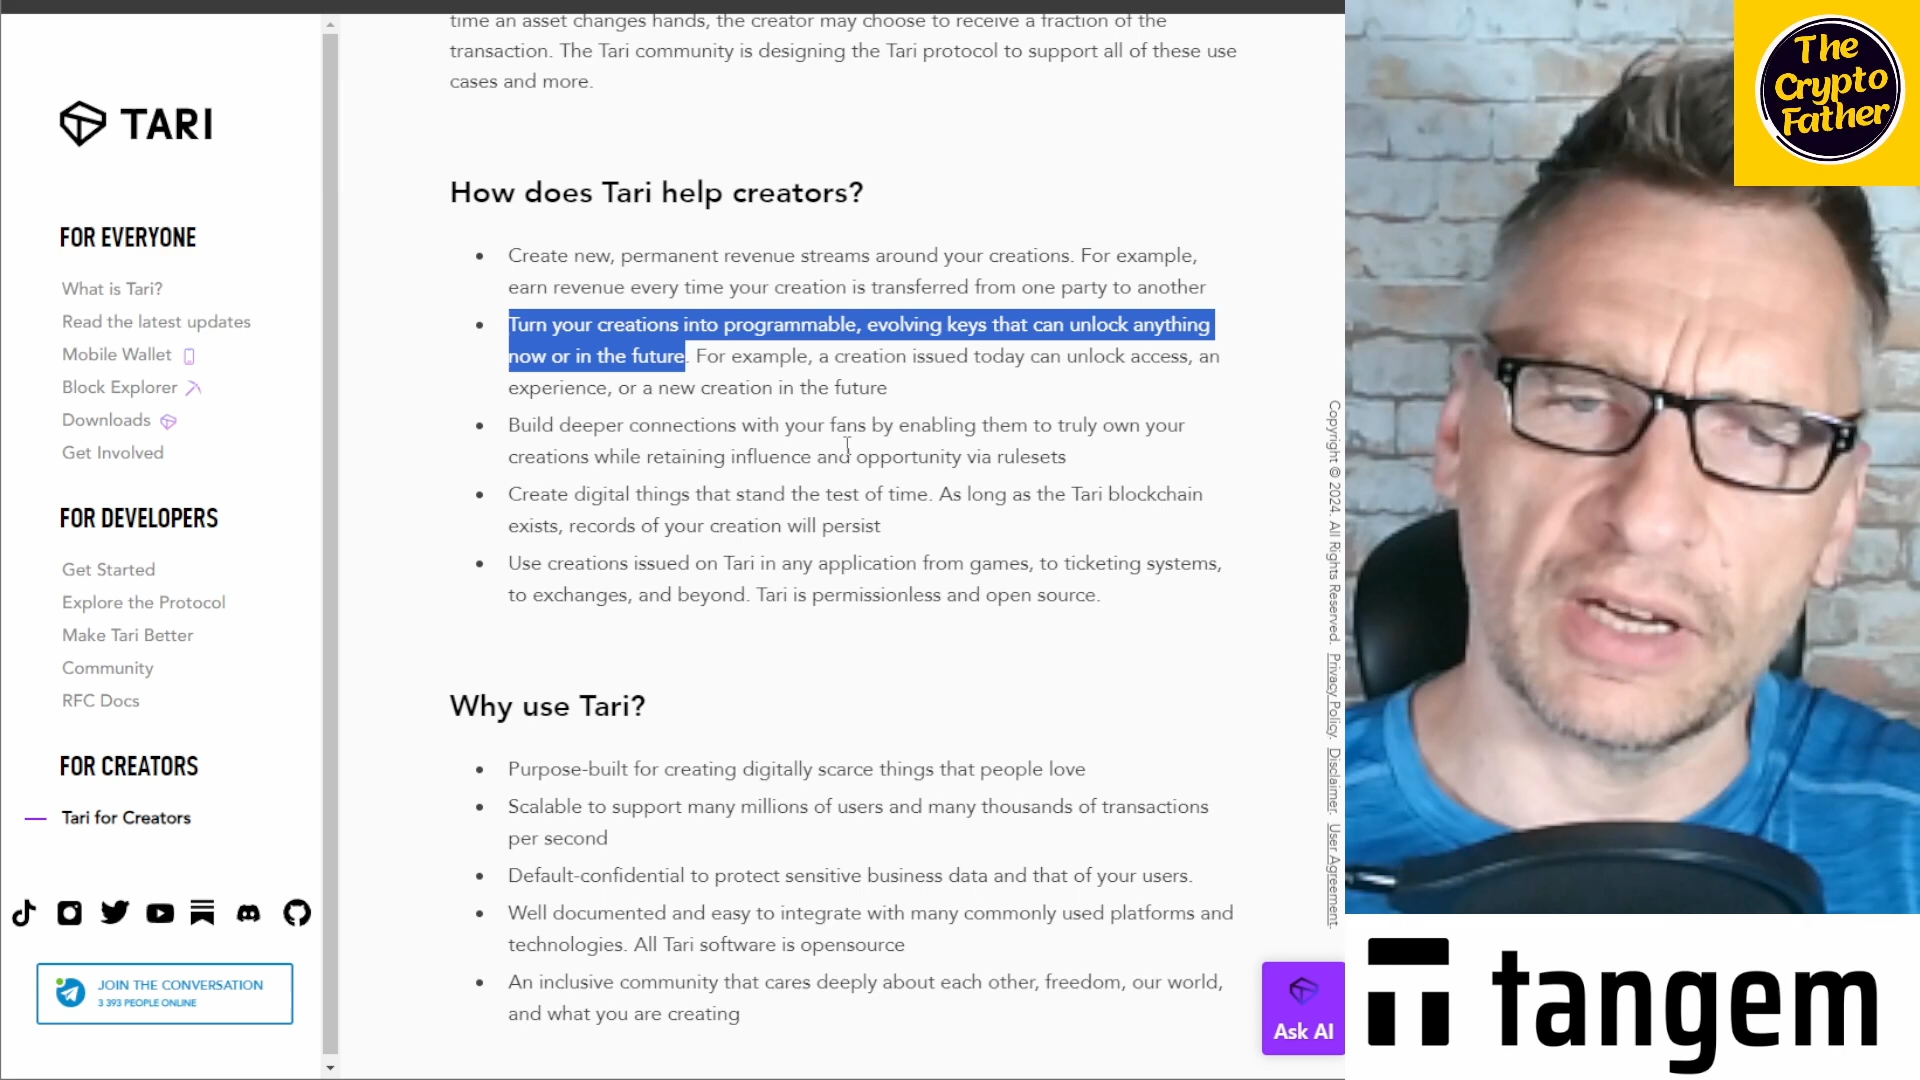 TARI
FOR EVERYONE
What is Tari?
Read the latest updates
Mobile Wallet
Block Explorer
Downloads
Get Involved
FOR DEVELOPERS
Get Started
Explore the Protocol
Make Tari Better
Community
RFC Docs
FOR CREATORS
Tari for Creators
JOIN THE CONVERSATION
3 393 PEOPLE ONLINE
time an asset changes hands, the creator may choose to receive a fraction of the
transaction. The Tari community is designing the Tari protocol to support all of these use
cases and more.
How does Tari help creators?
Create new, permanent revenue streams around your creations. For example,
earn revenue every time your creation is transferred from one party to another
Turn your creations into programmable, evolving keys that can unlock anything
now or in the future. For example, a creation issued today can unlock access, an
experience, or a new creation in the future
Build deeper connections with your fans by enabling them to truly own your
creations while retaining influence and opportunity via rulesets
Create digital things that stand the test of time. As long as the Tari blockchain
exists, records of your creation will persist
Use creations issued on Tari in any application from games, to ticketing systems,
to exchanges, and beyond. Tari is permissionless and open source.
Why use Tari?
Purpose-built for creating digitally scarce things that people love
Scalable to support many millions of users and many thousands of transactions
per second
Default-confidential to protect sensitive business data and that of your users.
Well documented and easy to integrate with many commonly used platforms and
technologies. All Tari software is opensource
An inclusive community that cares deeply about each other, freedom, our world,
and what you are creating
Copyright © 2024. All Rights Reserved. Privacy Policy. Disclaimer. User Agreement.
Ask AI
The
Crypto
Father
tangem